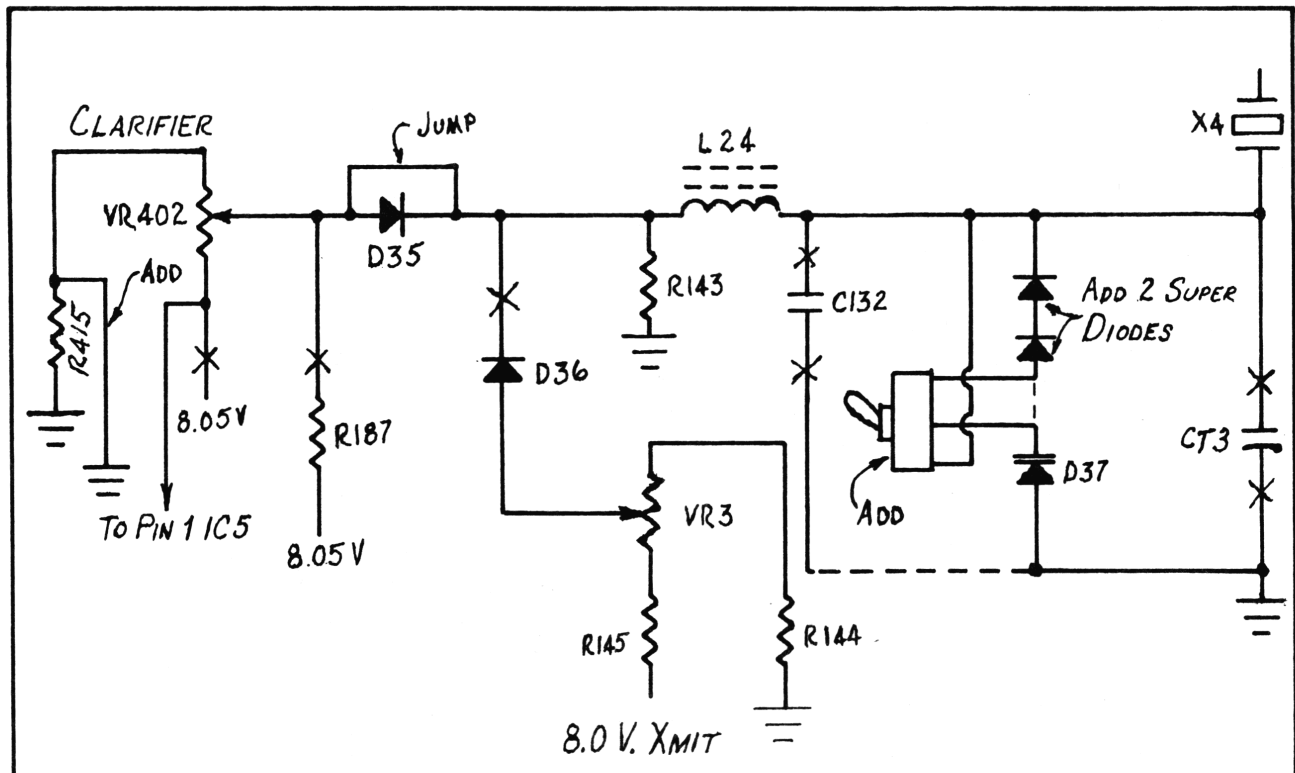 CLARIFIER
JUMP
L24
X4
VR402
D35
ADD
R415
R143
C132
ADD 2 SUPER
DIODES
D36
8.05V
R187
CT3
VR3
D37
ADD
TO PIN 1 IC5
8.05V
R145
R144
8.0 V. XMIT